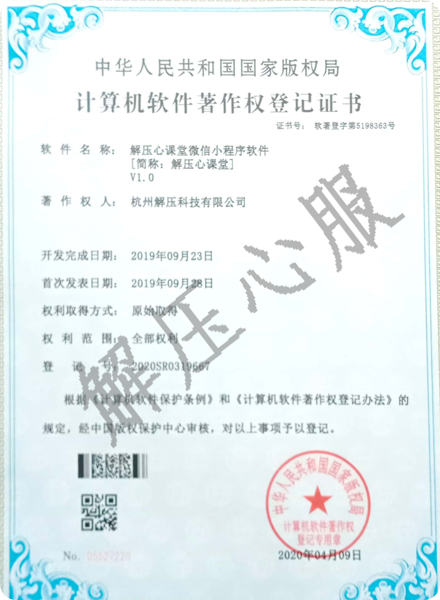 中华人民共和国国家版权局
计算机软件著作权登记证书
证书号： 软著登字第5198363号
软 件 名 称： 解压心课堂微信小程序软件
[简称：解压心课堂]
V1.0
著 作 权 人： 杭州解压科技有限公司
开发完成日期： 2019年09月23日
首次发表日期： 2019年09月28日
权利取得方式： 原始取得
权 利 范 围： 全部权利
登 记 号： 2020SR0319667
根据《计算机软件保护条例》和《计算机软件著作权登记办法》的
规定，经中国版权保护中心审核，对以上事项予以登记。
解压心服
中华人民共和国国家版权局
计算机软件著作权
登记专用章
No.
2020年04月09日